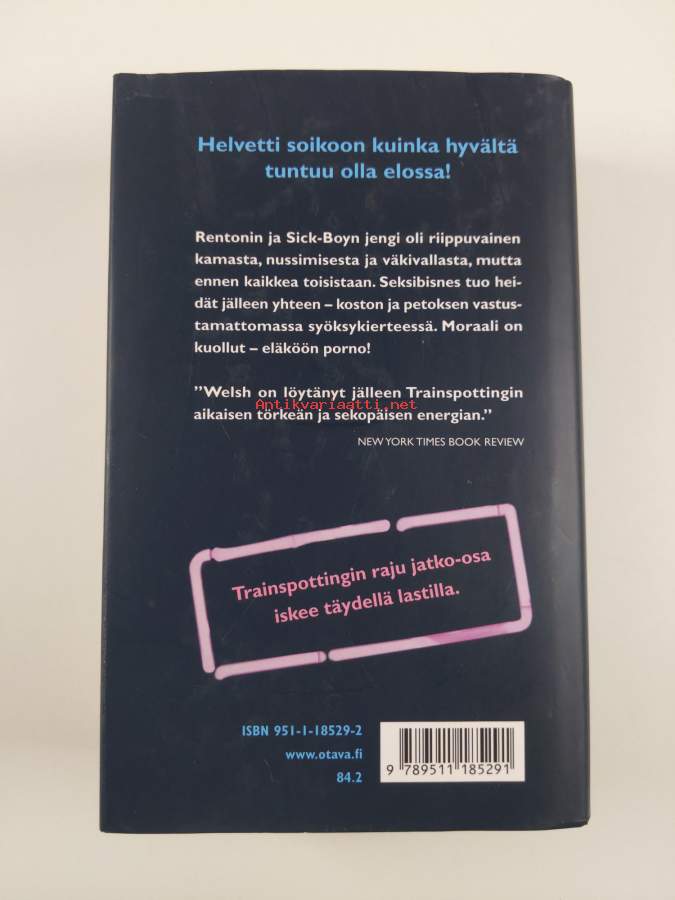 Helvetti soikoon kuinka hyvältä
tuntuu olla elossa!
Rentonin ja Sick-Boyn jengi oli riippuvainen
kamasta, nussimisesta ja väkivallasta, mutta
ennen kaikkea toisistaan. Seksibisnes tuo hei-
dät jälleen yhteen – koston ja petoksen vastus-
tamattomassa syöksykierteessä. Moraali on
kuollut – eläköön porno!
”Welsh on löytänyt jälleen Trainspottingin
Antikvariaatti.net
aikaisen törkeän ja sekopäisen energian.”
NEW YORK TIMES BOOK REVIEW
Trainspottingin raju jatko-osa
iskee täydellä lastilla.
ISBN 951-1-18529-2
www.otava.fi
84.2
9 789511 185291